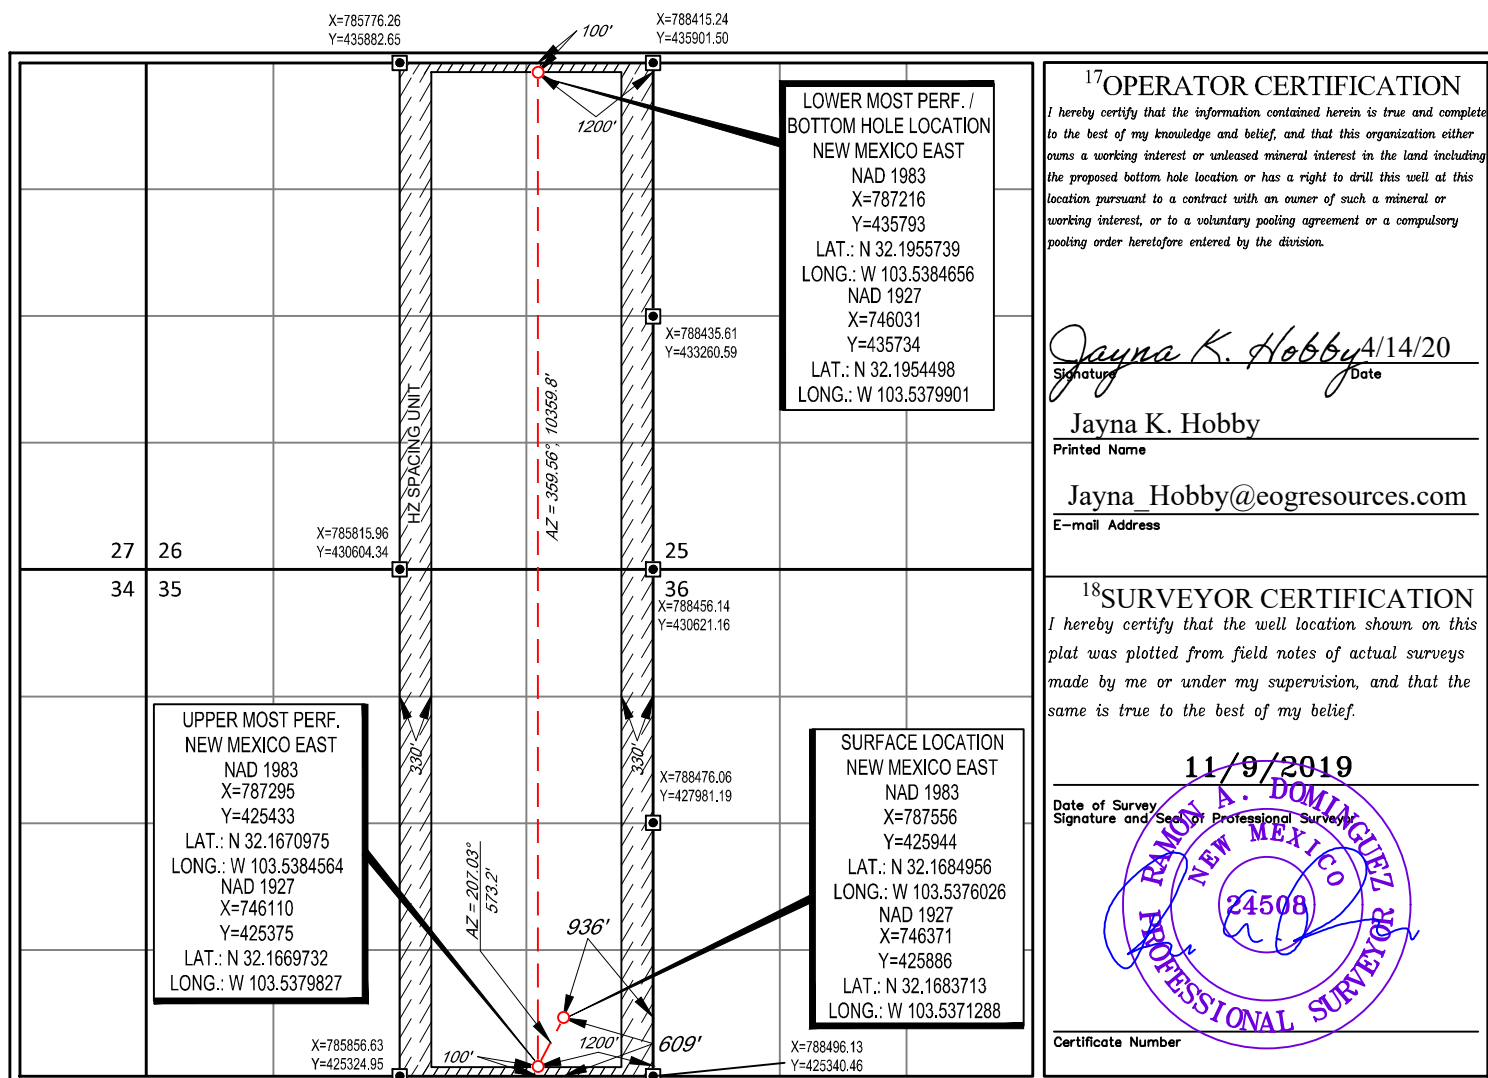 X=785776.26
Y=435882.65
100'
X=788415.24
Y=435901.50
1200'
LOWER MOST PERF. /
BOTTOM HOLE LOCATION
NEW MEXICO EAST
NAD 1983
X=787216
Y=435793
LAT.: N 32.1955739
LONG.: W 103.5384656
NAD 1927
X=746031
Y=435734
LAT.: N 32.1954498
LONG.: W 103.5379901
X=788435.61
Y=433260.59
HZ SPACING UNIT
AZ = 359.56°, 10359.8'
X=785815.96
Y=430604.34
27 26
25
34 35
36
X=788456.14
Y=430621.16
330'
330'
UPPER MOST PERF.
NEW MEXICO EAST
NAD 1983
X=787295
Y=425433
LAT.: N 32.1670975
LONG.: W 103.5384564
NAD 1927
X=746110
Y=425375
LAT.: N 32.1669732
LONG.: W 103.5379827
X=788476.06
Y=427981.19
SURFACE LOCATION
NEW MEXICO EAST
NAD 1983
X=787556
Y=425944
LAT.: N 32.1684956
LONG.: W 103.5376026
NAD 1927
X=746371
Y=425886
LAT.: N 32.1683713
LONG.: W 103.5371288
AZ = 207.03°
573.2'
936'
609'
1200'
100'
X=785856.63
Y=425324.95
X=788496.13
Y=425340.46
17 OPERATOR CERTIFICATION
I hereby certify that the information contained herein is true and complete
to the best of my knowledge and belief, and that this organization either
owns a working interest or unleased mineral interest in the land including
the proposed bottom hole location or has a right to drill this well at this
location pursuant to a contract with an owner of such a mineral or
working interest, or to a voluntary pooling agreement or a compulsory
pooling order heretofore entered by the division.
Jayna K. Hobby 4/14/20
Signature Date
Jayna K. Hobby
Printed Name
Jayna_Hobby@eogresources.com
E-mail Address
18 SURVEYOR CERTIFICATION
I hereby certify that the well location shown on this
plat was plotted from field notes of actual surveys
made by me or under my supervision, and that the
same is true to the best of my belief.
11/9/2019
Date of Survey
Signature and Seal of Professional Surveyor
RAMON A. DOMINGUEZ
NEW MEXICO
24508
PROFESSIONAL SURVEYOR
Certificate Number